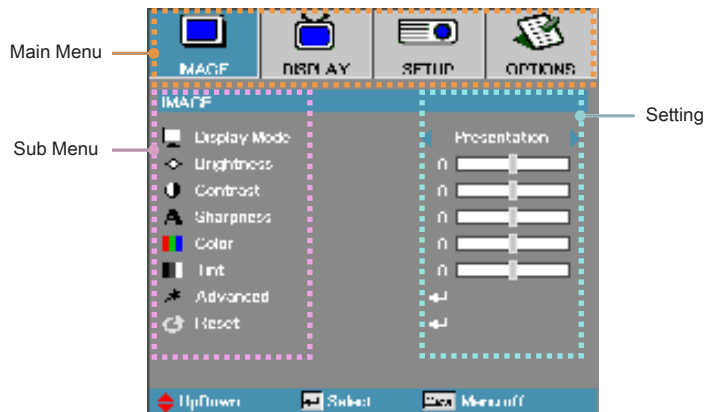 Main Menu
IMAGE DISPLAY SETUP OPTIONS
IMAGE
Setting
Sub Menu
Display Mode Presentation
Brightness 0
Contrast 0
Sharpness 0
Color 0
Tint 0
Advanced
Reset
Up/Down Select Menu Menu off